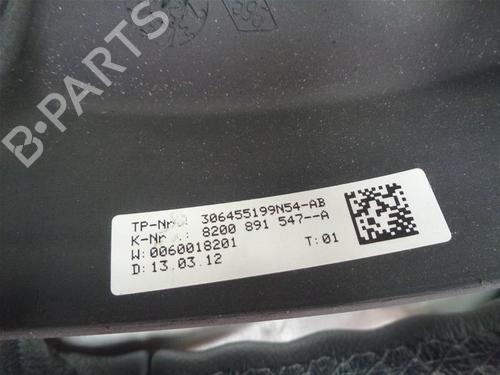 B-PARTS
TP-Nr.: 306455199N54-AB
K-Nr.: 8200 891 547--A
W: 0060018201 T: 01
D: 13.03.12